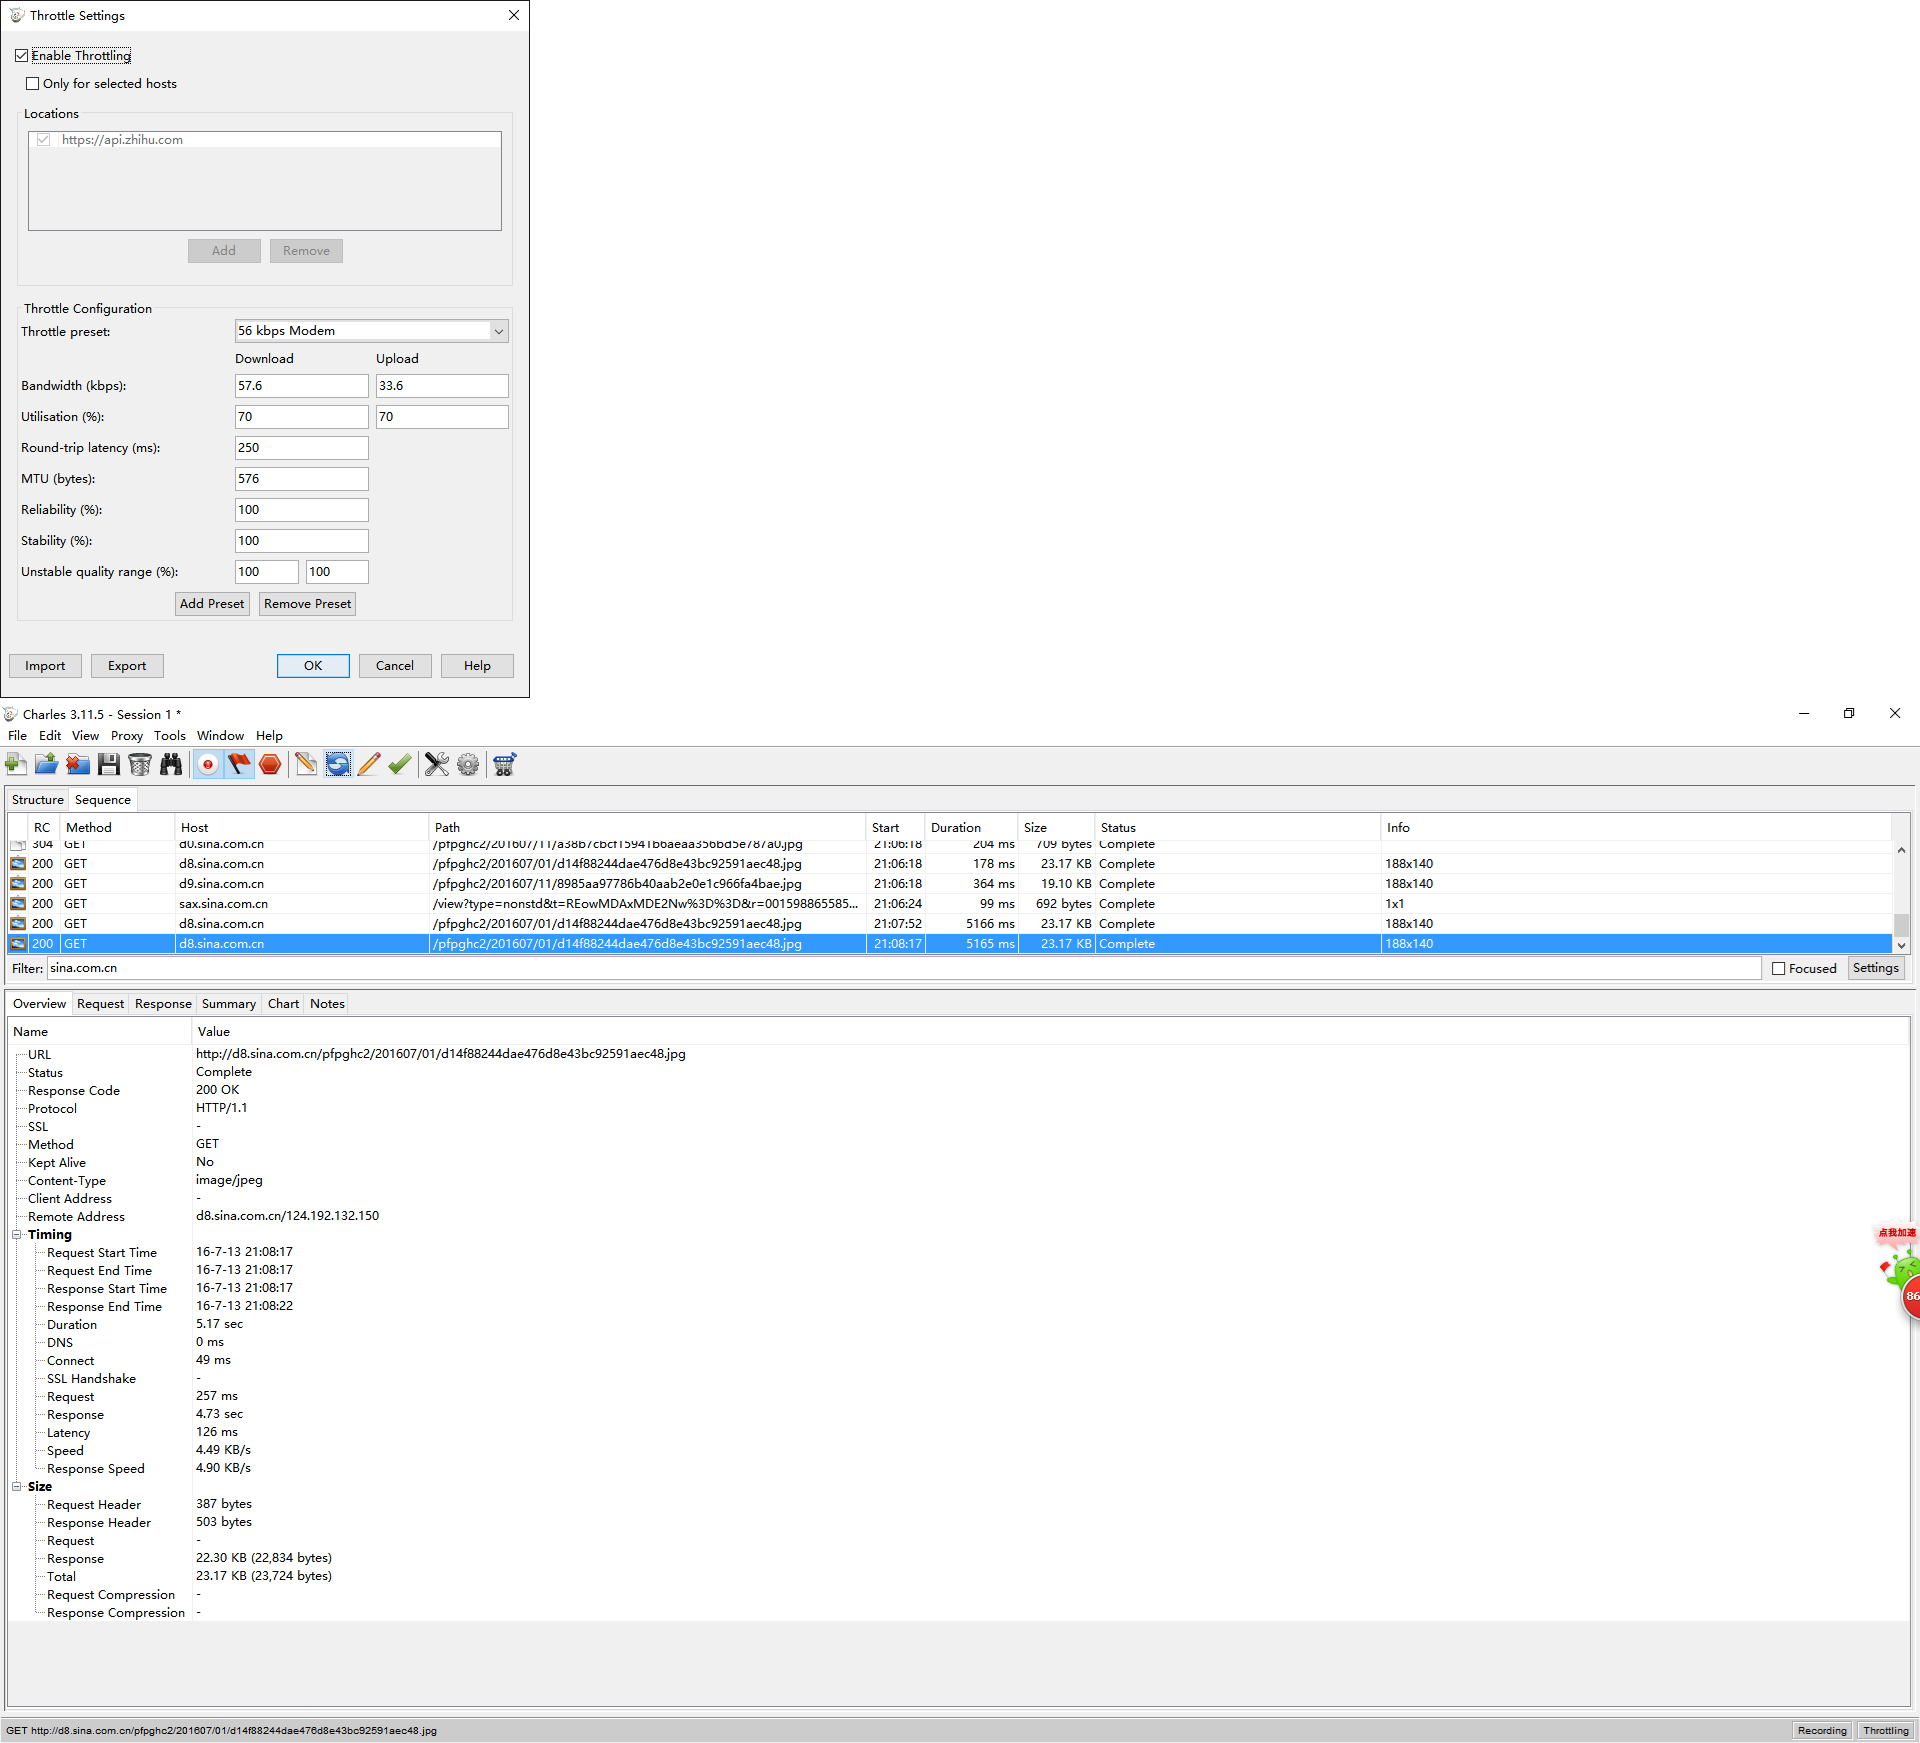 Throttle Settings
Enable Throttling
Only for selected hosts
Locations
https://api.zhihu.com
Add Remove
Throttle Configuration
Throttle preset: 56 kbps Modem
Download Upload
Bandwidth (kbps): 57.6 33.6
Utilisation (%): 70 70
Round-trip latency (ms): 250
MTU (bytes): 576
Reliability (%): 100
Stability (%): 100
Unstable quality range (%): 100 100
Add Preset Remove Preset
Import Export OK Cancel Help
Charles 3.11.5 - Session 1 *
File Edit View Proxy Tools Window Help
Structure Sequence
RC Method Host Path Start Duration Size Status Info
304 GET d0.sina.com.cn 21:06:18 204 ms 709 bytes Complete
200 GET d8.sina.com.cn /pfpghc2/201607/01/d14f88244dae476d8e43bc92591aec48.jpg 21:06:18 178 ms 23.17 KB Complete 188x140
200 GET d9.sina.com.cn /pfpghc2/201607/11/8985aa97786b40aab2e0e1c966fa4bae.jpg 21:06:18 364 ms 19.10 KB Complete 188x140
200 GET sax.sina.com.cn /view?type=nonstd&t=REowMDAxMDE2Nw%3D%3D&r=001598865585... 21:06:24 99 ms 692 bytes Complete 1x1
200 GET d8.sina.com.cn /pfpghc2/201607/01/d14f88244dae476d8e43bc92591aec48.jpg 21:07:52 5166 ms 23.17 KB Complete 188x140
200 GET d8.sina.com.cn /pfpghc2/201607/01/d14f88244dae476d8e43bc92591aec48.jpg 21:08:17 5165 ms 23.17 KB Complete 188x140
Filter: sina.com.cn Focused Settings
Overview Request Response Summary Chart Notes
Name Value
URL http://d8.sina.com.cn/pfpghc2/201607/01/d14f88244dae476d8e43bc92591aec48.jpg
Status Complete
Response Code 200 OK
Protocol HTTP/1.1
SSL -
Method GET
Kept Alive No
Content-Type image/jpeg
Client Address -
Remote Address d8.sina.com.cn/124.192.132.150
Timing
Request Start Time 16-7-13 21:08:17
Request End Time 16-7-13 21:08:17
Response Start Time 16-7-13 21:08:17
Response End Time 16-7-13 21:08:22
Duration 5.17 sec
DNS 0 ms
Connect 49 ms
SSL Handshake -
Request 257 ms
Response 4.73 sec
Latency 126 ms
Speed 4.49 KB/s
Response Speed 4.90 KB/s
Size
Request Header 387 bytes
Response Header 503 bytes
Request -
Response 22.30 KB (22,834 bytes)
Total 23.17 KB (23,724 bytes)
Request Compression -
Response Compression -
点我加速
86
GET http://d8.sina.com.cn/pfpghc2/201607/01/d14f88244dae476d8e43bc92591aec48.jpg Recording Throttling